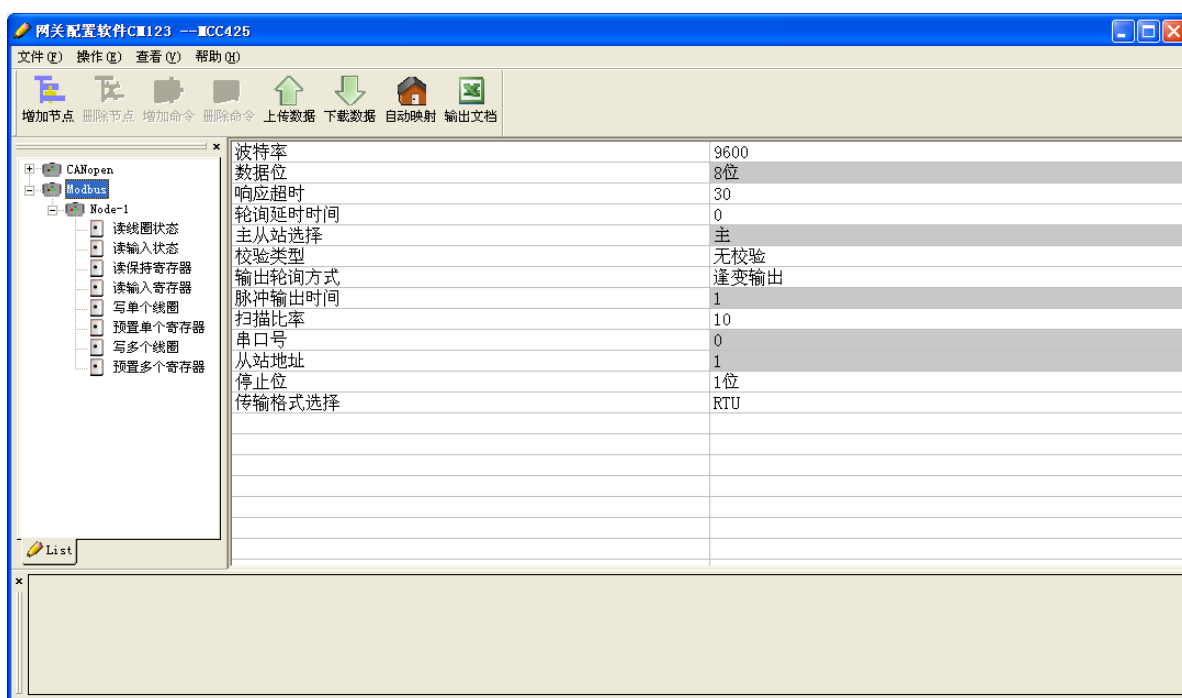 网关配置软件CM123 --MCC425
文件(F) 操作(E) 查看(V) 帮助(H)
增加节点 删除节点 增加命令 删除命令 上传数据 下载数据 自动映射 输出文档
CANopen
Modbus
Node-1
读线圈状态
读输入状态
读保持寄存器
读输入寄存器
写单个线圈
预置单个寄存器
写多个线圈
预置多个寄存器
List
波特率 9600
数据位 8位
响应超时 30
轮询延时时间 0
主从站选择 主
校验类型 无校验
输出轮询方式 逢变输出
脉冲输出时间 1
扫描比率 10
串口号 0
从站地址 1
停止位 1位
传输格式选择 RTU